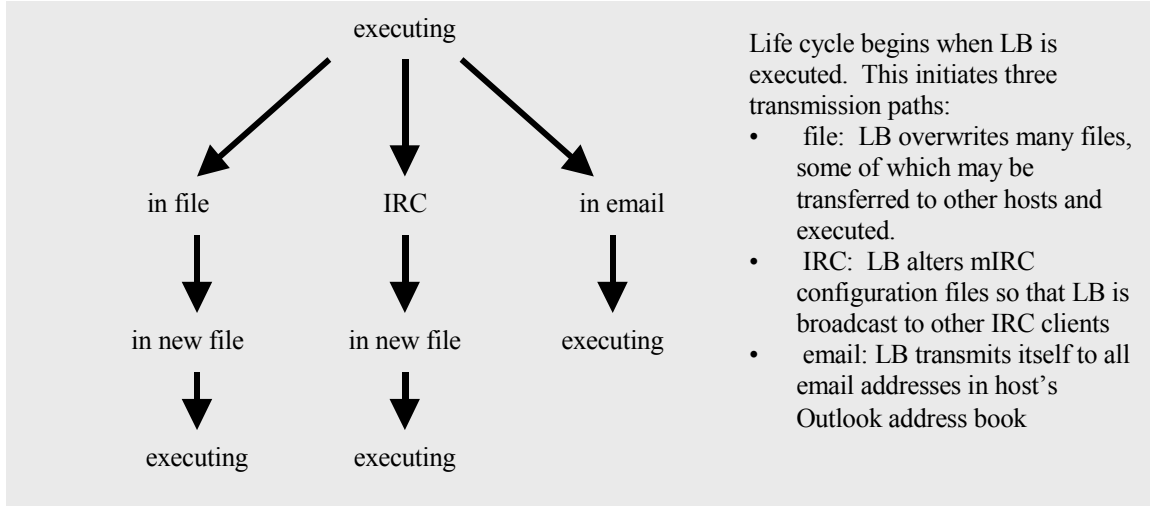 executing
in file IRC in email
in new file in new file executing
executing executing
Life cycle begins when LB is
executed. This initiates three
transmission paths:
• file: LB overwrites many files,
some of which may be
transferred to other hosts and
executed.
• IRC: LB alters mIRC
configuration files so that LB is
broadcast to other IRC clients
• email: LB transmits itself to all
email addresses in host’s
Outlook address book